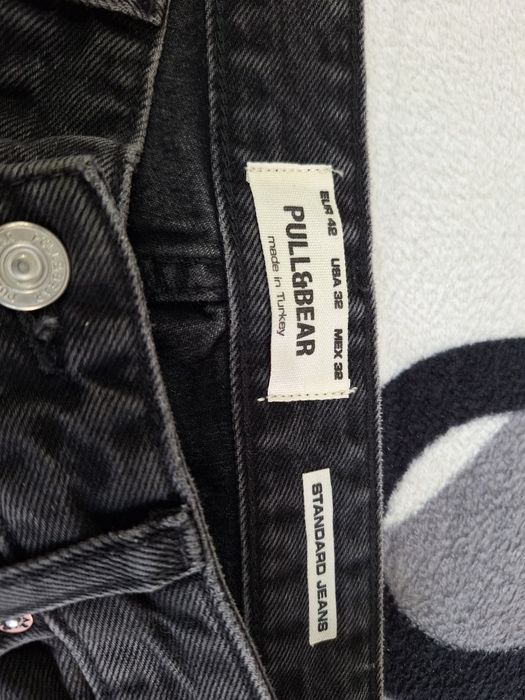 EUR 42 USA 32 MEX 32
PULL&BEAR
made in Turkey
STANDARD JEANS